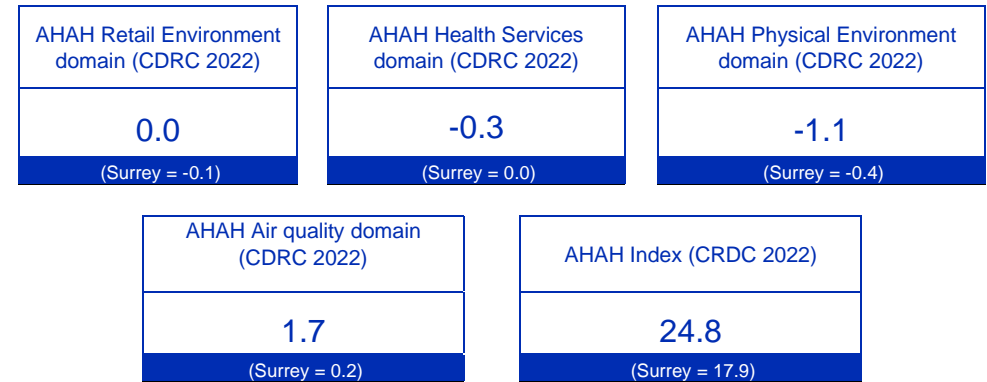 AHAH Retail Environment
domain (CDRC 2022)
0.0
(Surrey = -0.1)
AHAH Health Services
domain (CDRC 2022)
-0.3
(Surrey = 0.0)
AHAH Physical Environment
domain (CDRC 2022)
-1.1
(Surrey = -0.4)
AHAH Air quality domain
(CDRC 2022)
1.7
(Surrey = 0.2)
AHAH Index (CRDC 2022)
24.8
(Surrey = 17.9)